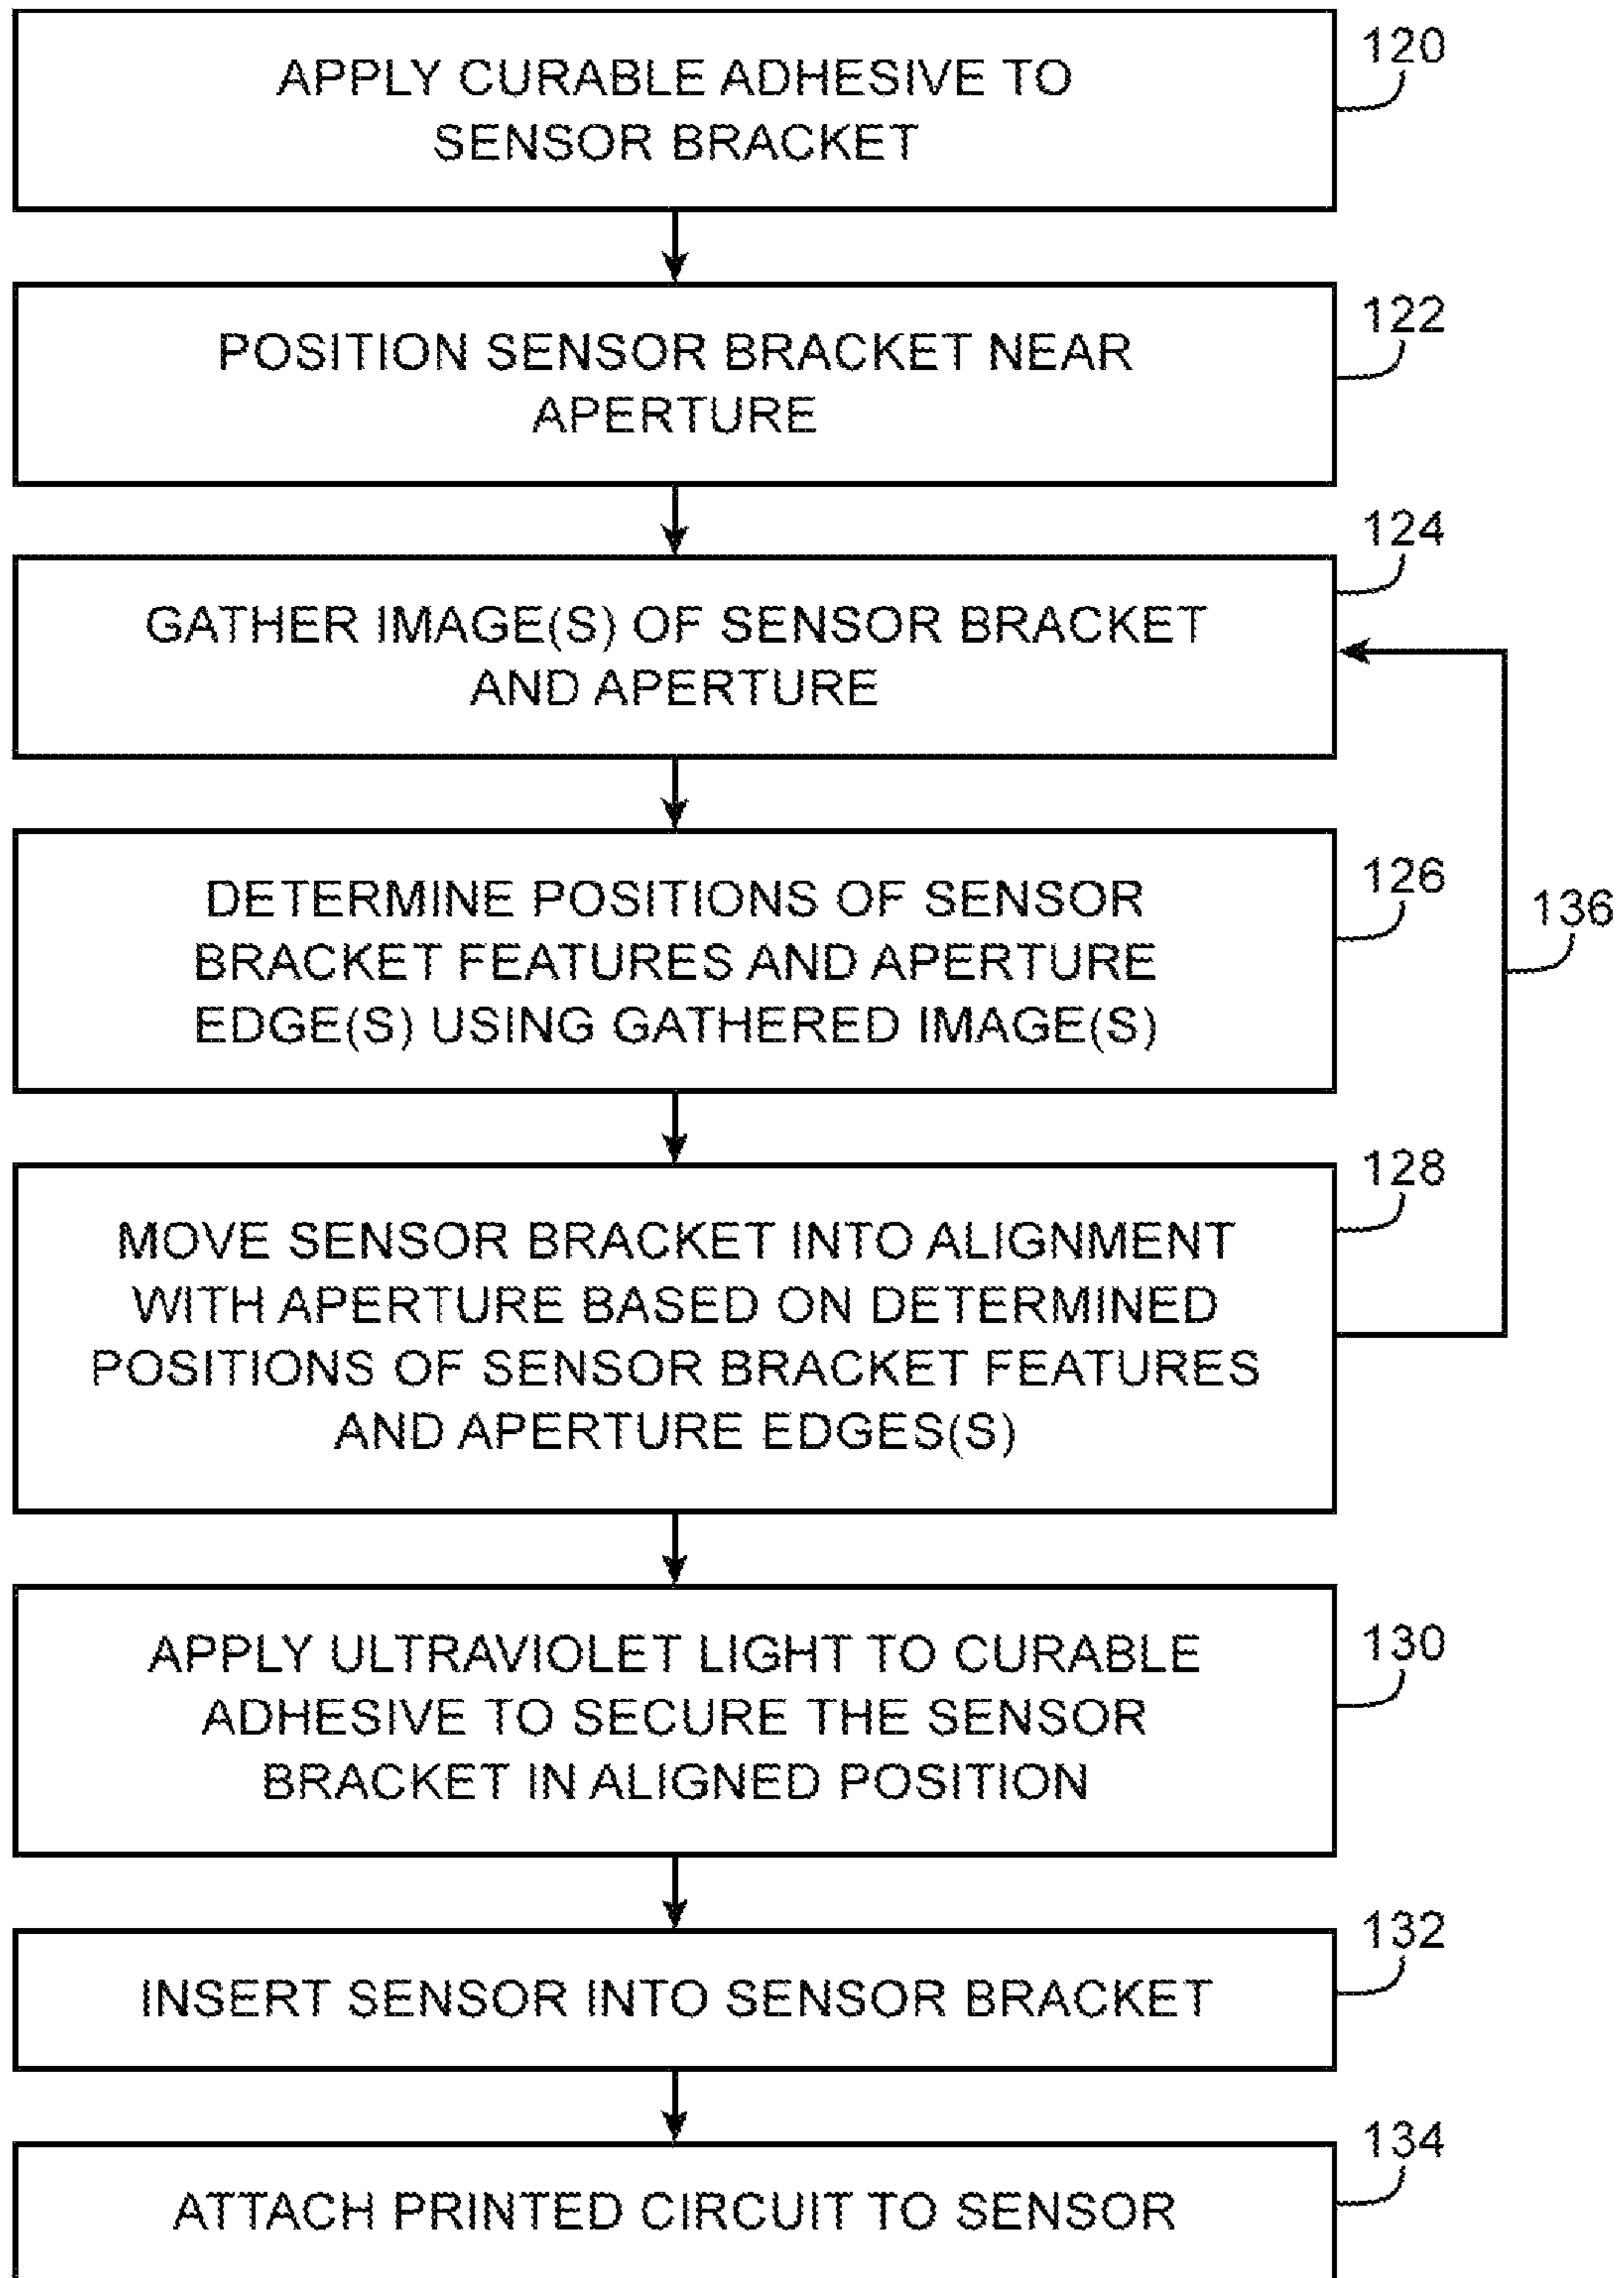 120
APPLY CURABLE ADHESIVE TO
SENSOR BRACKET
122
POSITION SENSOR BRACKET NEAR
APERTURE
124
GATHER IMAGE(S) OF SENSOR BRACKET
AND APERTURE
126
DETERMINE POSITIONS OF SENSOR
BRACKET FEATURES AND APERTURE
EDGE(S) USING GATHERED IMAGE(S)
136
128
MOVE SENSOR BRACKET INTO ALIGNMENT
WITH APERTURE BASED ON DETERMINED
POSITIONS OF SENSOR BRACKET FEATURES
AND APERTURE EDGES(S)
130
APPLY ULTRAVIOLET LIGHT TO CURABLE
ADHESIVE TO SECURE THE SENSOR
BRACKET IN ALIGNED POSITION
132
INSERT SENSOR INTO SENSOR BRACKET
134
ATTACH PRINTED CIRCUIT TO SENSOR